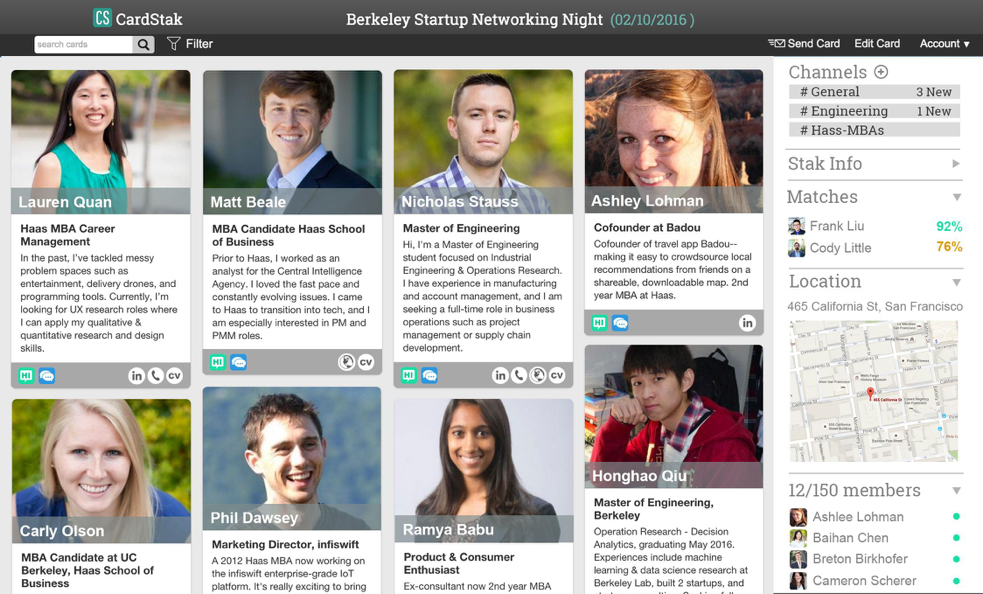 CS CardStak
Berkeley Startup Networking Night (02/10/2016 )
search cards
Filter
Send Card Edit Card Account
Lauren Quan
Haas MBA Career
Management
In the past, I've tackled messy
problem spaces such as
entertainment, delivery drones, and
programming tools. Currently, I'm
looking for UX research roles where
I can apply my qualitative &
quantitative research and design
skills.
HI
in
cv
Matt Beale
MBA Candidate Haas School
of Business
Prior to Haas, I worked as an
analyst for the Central Intelligence
Agency. I loved the fast pace and
constantly evolving issues. I came
to Haas to transition into tech, and I
am especially interested in PM and
PMM roles.
HI
cv
Nicholas Stauss
Master of Engineering
Hi, I'm a Master of Engineering
student focused on Industrial
Engineering & Operations Research.
I have experience in manufacturing
and account management, and I am
seeking a full-time role in business
operations such as project
management or supply chain
development.
HI
in
cv
Ashley Lohman
Cofounder at Badou
Cofounder of travel app Badou--
making it easy to crowdsource local
recommendations from friends on a
shareable, downloadable map. 2nd
year MBA at Haas.
HI
in
Carly Olson
MBA Candidate at UC
Berkeley, Haas School of
Business
Phil Dawsey
Marketing Director, infiswift
A 2012 Haas MBA now working on
the infiswift enterprise-grade IoT
platform. It's really exciting to bring
Ramya Babu
Product & Consumer
Enthusiast
Ex-consultant now 2nd year MBA
Honghao Qiu
Master of Engineering,
Berkeley
Operation Research - Decision
Analytics, graduating May 2016.
Experiences include machine
learning & data science research at
Berkeley Lab, built 2 startups, and
Channels
# General 3 New
# Engineering 1 New
# Hass-MBAs
Stak Info
Matches
Frank Liu 92%
Cody Little 76%
Location
465 California St, San Francisco
465 California St
12/150 members
Ashlee Lohman
Baihan Chen
Breton Birkhofer
Cameron Scherer